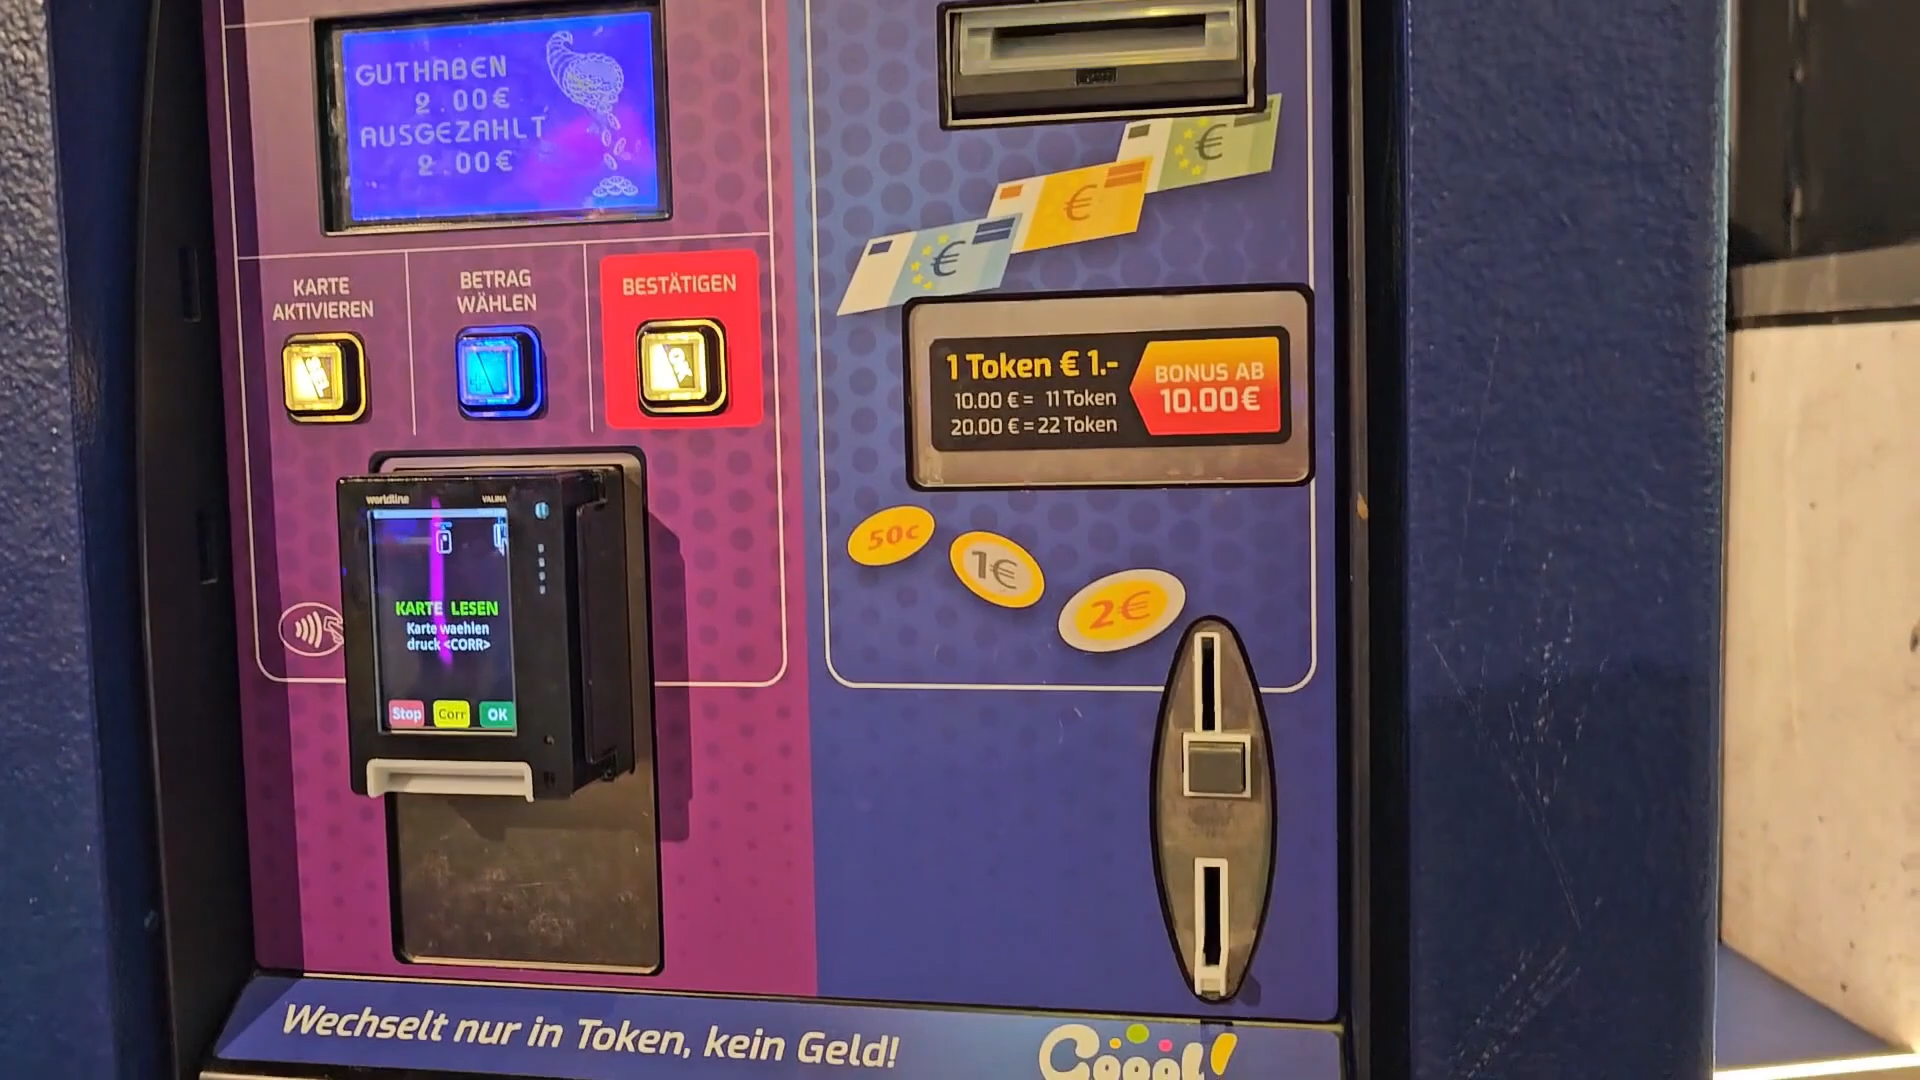 GUTHABEN
2.00€
AUSGEZAHLT
2.00€
KARTE
AKTIVIEREN
BETRAG
WÄHLEN
BESTÄTIGEN
€
€
€
1 Token € 1.-
10.00 € = 11 Token
20.00 € = 22 Token
BONUS AB
10.00€
50c
1€
2€
worldline
VALINA
KARTE LESEN
Karte waehlen
druck <CORR>
Stop
Corr
OK
Wechselt nur in Token, kein Geld!
Coool!